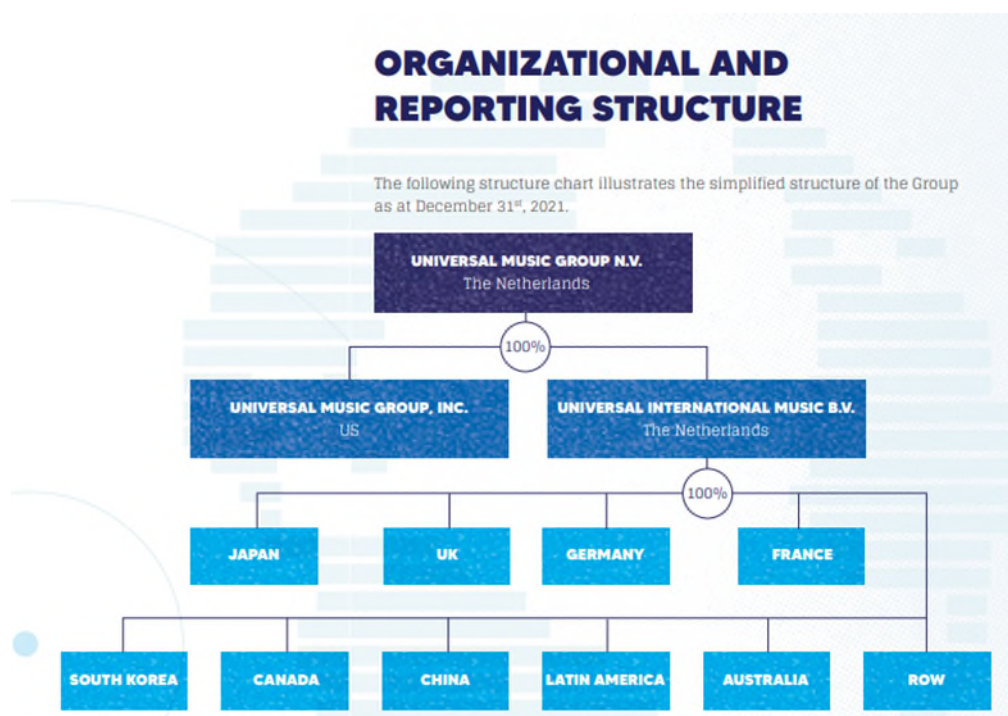 ORGANIZATIONAL AND
REPORTING STRUCTURE
The following structure chart illustrates the simplified structure of the Group
as at December 31st, 2021.
UNIVERSAL MUSIC GROUP N.V.
The Netherlands
100%
UNIVERSAL MUSIC GROUP, INC.
US
UNIVERSAL INTERNATIONAL MUSIC B.V.
The Netherlands
100%
JAPAN
UK
GERMANY
FRANCE
SOUTH KOREA
CANADA
CHINA
LATIN AMERICA
AUSTRALIA
ROW